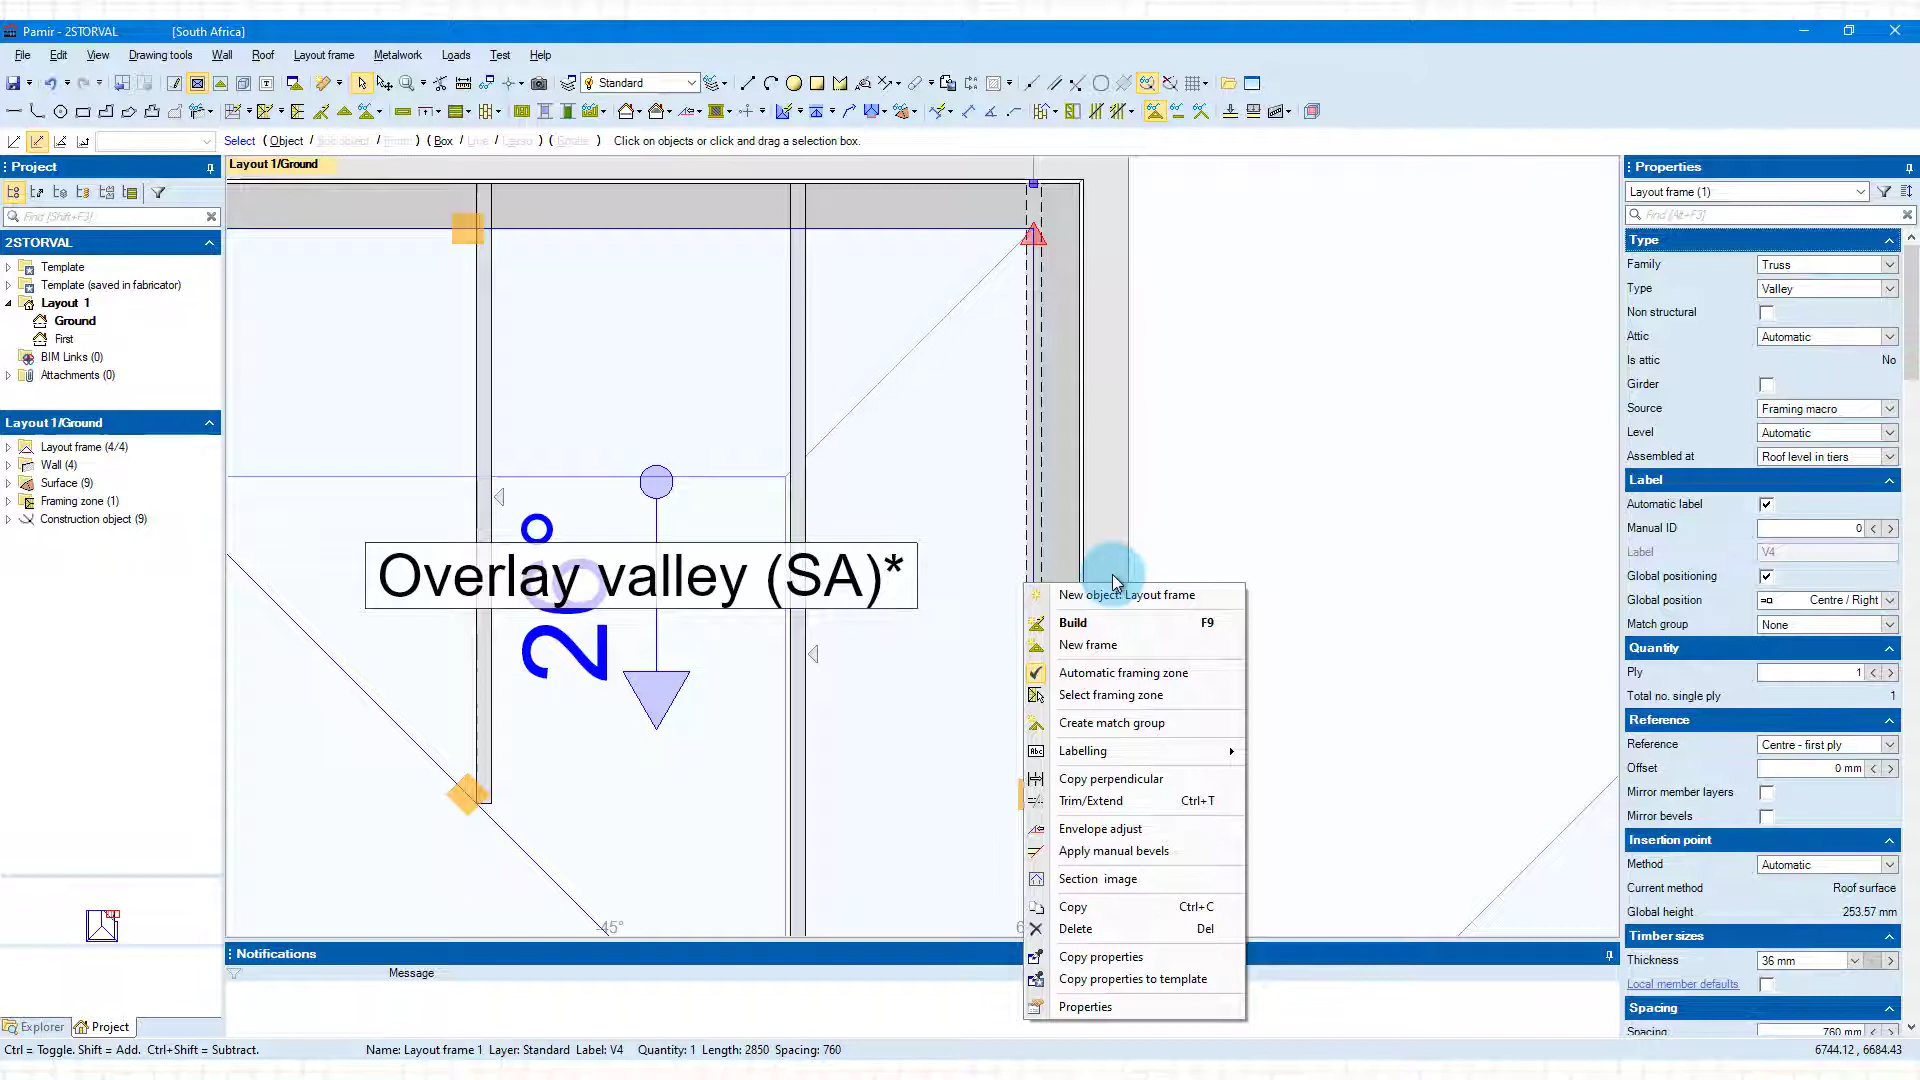 Pamir - 2STORVAL [South Africa]
File Edit View Drawing tools Wall Roof Layout frame Metalwork Loads Test Help
Standard
Select ( Object / Sub object / ) ( Box / Line / Lasso ) ( Rotate ) Click on objects or click and drag a selection box.
Project
Find [Shift+F3]
2STORVAL
Template
Template (saved in fabricator)
Layout 1
Ground
First
BIM Links (0)
Attachments (0)
Layout 1/Ground
Layout frame (4/4)
Wall (4)
Surface (9)
Framing zone (1)
Construction object (9)
Explorer
Project
Layout 1/Ground
Overlay valley (SA)*
45°
New object: Layout frame
Build F9
New frame
Automatic framing zone
Select framing zone
Create match group
Labelling
Copy perpendicular
Trim/Extend Ctrl+T
Envelope adjust
Apply manual bevels
Section image
Copy Ctrl+C
Delete Del
Copy properties
Copy properties to template
Properties
Notifications
Message
Properties
Layout frame (1)
Find [Alt+F3]
Type
Family Truss
Type Valley
Non structural
Attic Automatic
Is attic No
Girder
Source Framing macro
Level Automatic
Assembled at Roof level in tiers
Label
Automatic label
Manual ID 0
Label V4
Global positioning
Global position Centre / Right
Match group None
Quantity
Ply 1
Total no. single ply 1
Reference
Reference Centre - first ply
Offset 0 mm
Mirror member layers
Mirror bevels
Insertion point
Method Automatic
Current method Roof surface
Global height 253.57 mm
Timber sizes
Thickness 36 mm
Local member defaults
Spacing
Spacing 760 mm
Ctrl = Toggle. Shift = Add. Ctrl+Shift = Subtract. Name: Layout frame 1 Layer: Standard Label: V4 Quantity: 1 Length: 2850 Spacing: 760 6744.12 , 6684.43